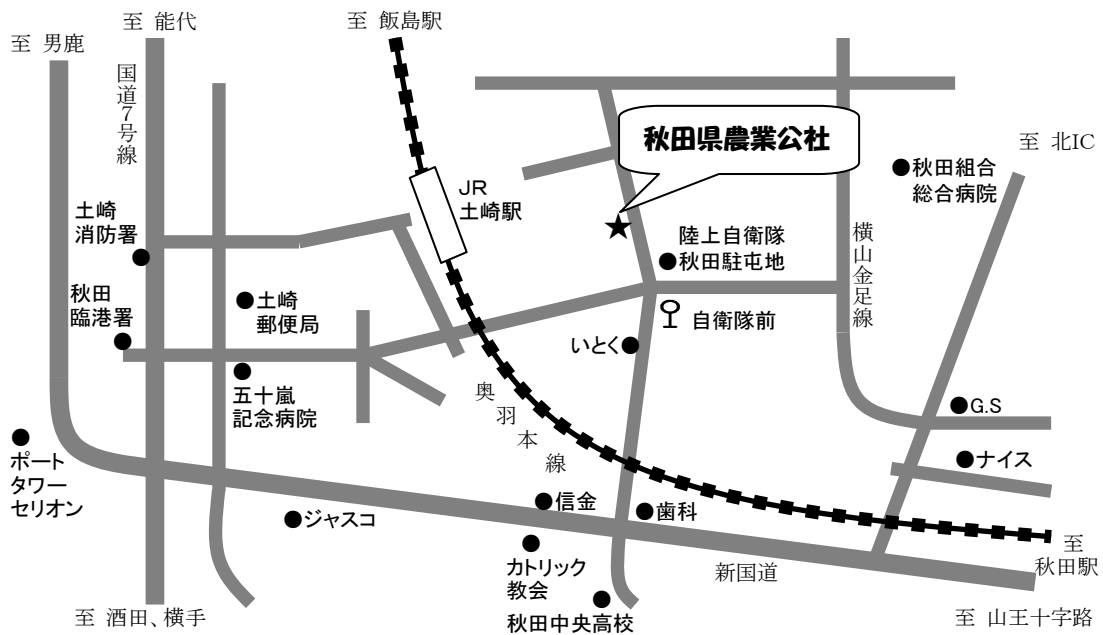 至 能代
至 飯島駅
至 男鹿
国道7号線
秋田県農業公社
至 北IC
秋田組合
総合病院
JR
土崎駅
土崎
消防署
陸上自衛隊
秋田駐屯地
横山金足線
秋田
臨港署
土崎
郵便局
自衛隊前
いとく
五十嵐
記念病院
奥羽本線
G.S
ナイス
ポート
タワー
セリオン
信金
歯科
ジャスコ
カトリック
教会
新国道
至
秋田駅
至 酒田、横手
秋田中央高校
至 山王十字路